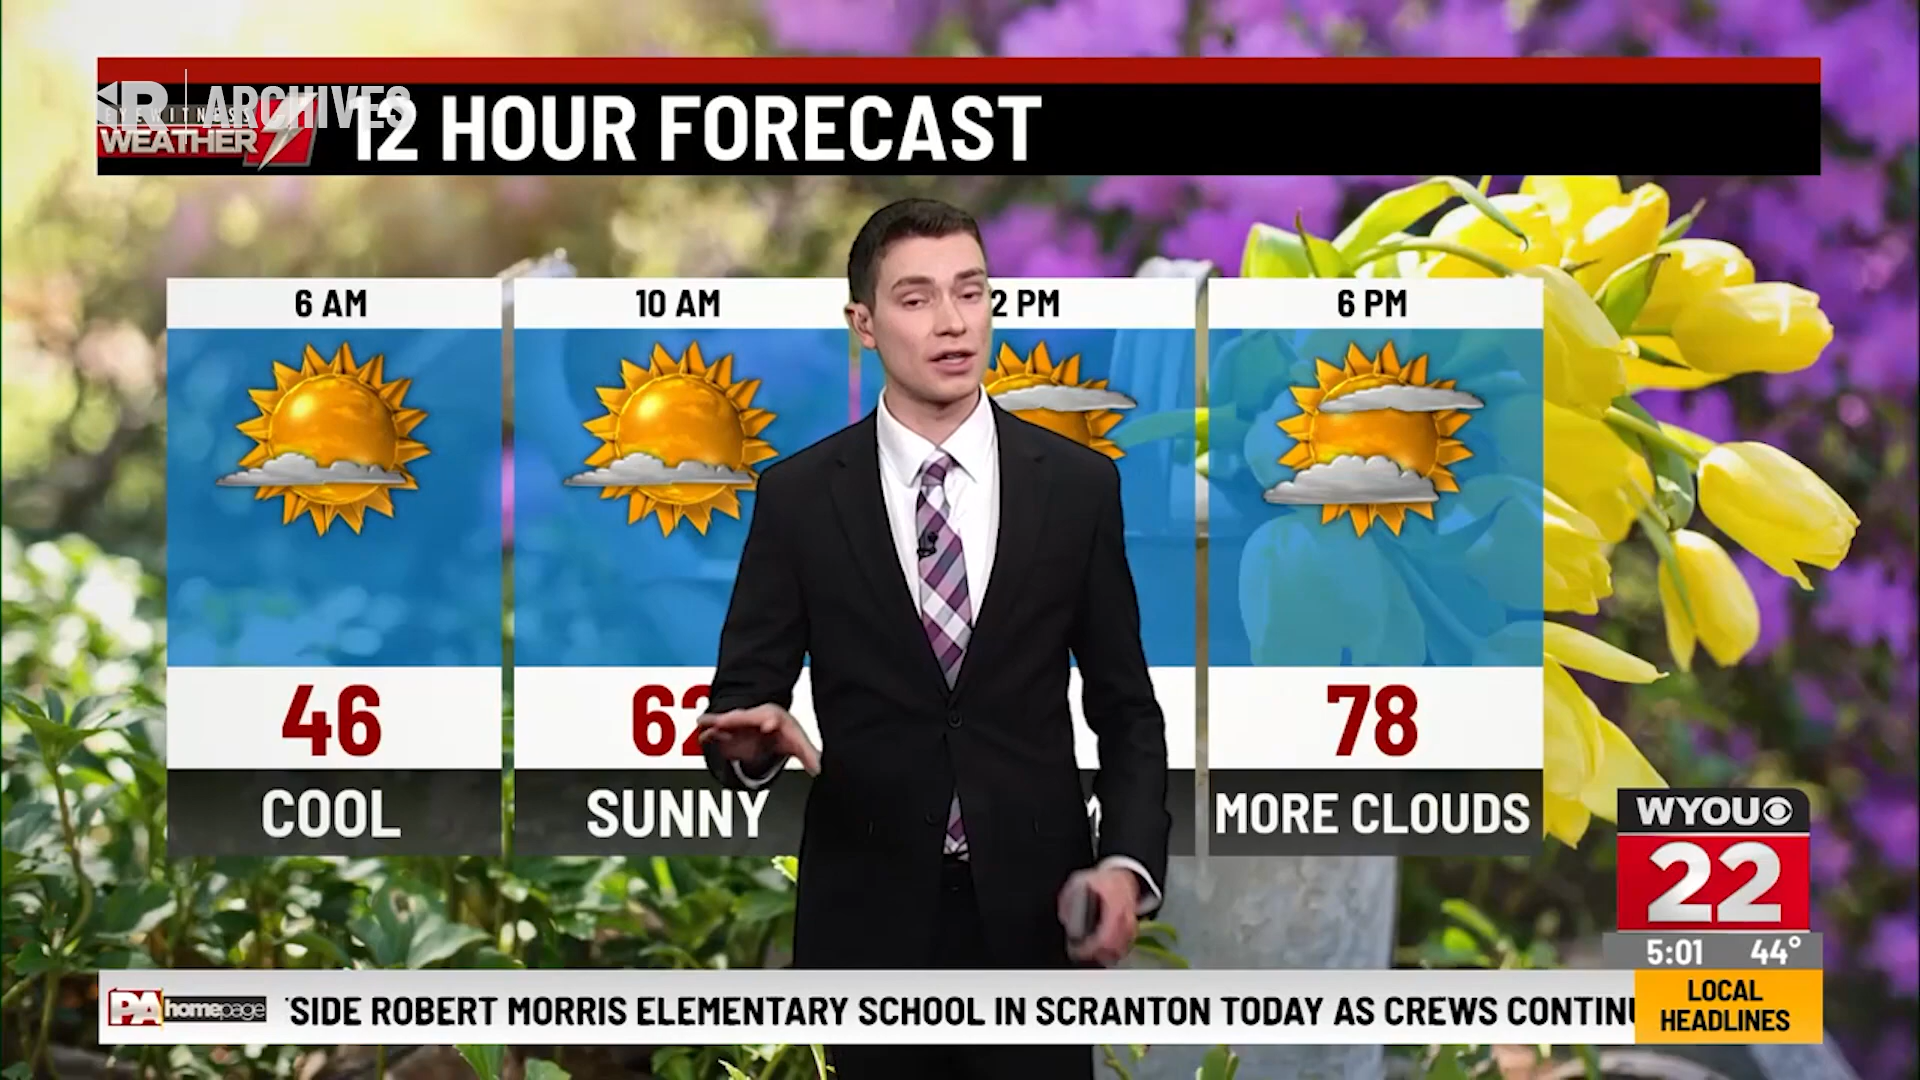 R ARCHIVES
EYEWITNESS
WEATHER
12 HOUR FORECAST
6 AM
10 AM
2 PM
6 PM
46
62
78
COOL
SUNNY
MORE CLOUDS
WYOU
22
5:01 44°
PA homepage
SIDE ROBERT MORRIS ELEMENTARY SCHOOL IN SCRANTON TODAY AS CREWS CONTINU
LOCAL
HEADLINES